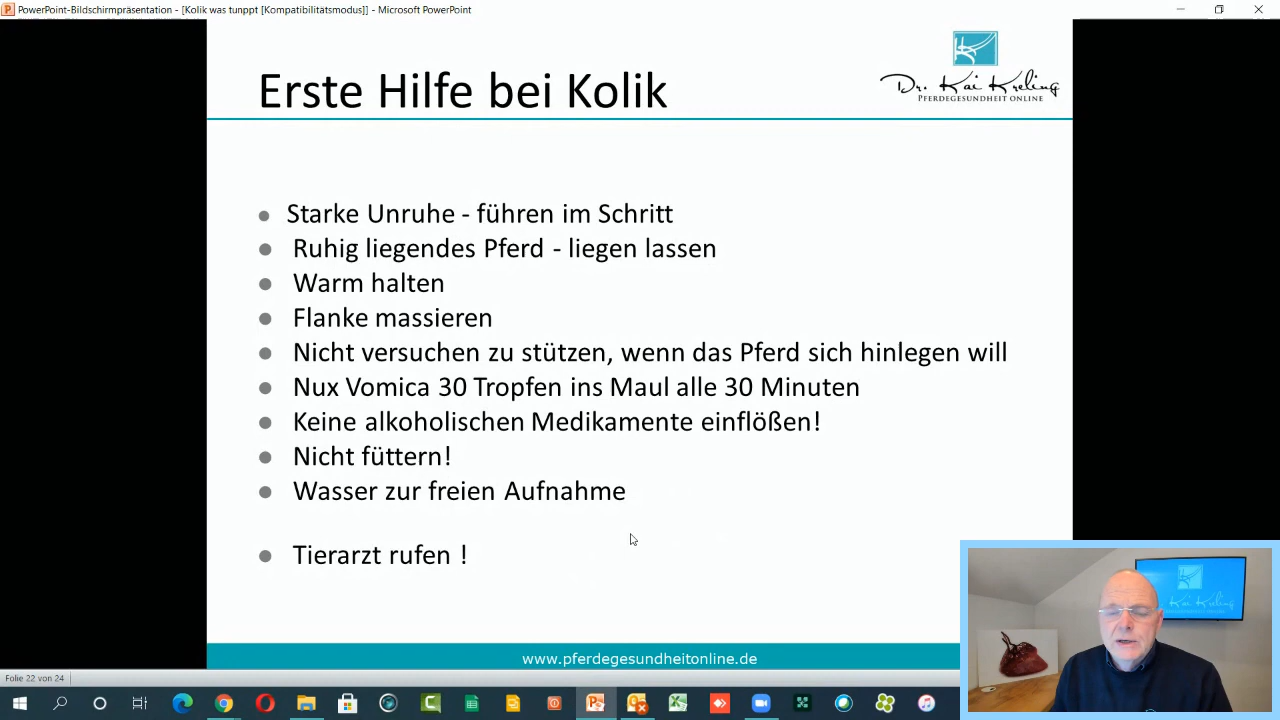 PowerPoint-Bildschirmpräsentation - [Kolik was tunppt [Kompatibilitätsmodus]] - Microsoft PowerPoint
Erste Hilfe bei Kolik
Dr. Kai Kreling
PFERDEGESUNDHEIT ONLINE
Starke Unruhe - führen im Schritt
Ruhig liegendes Pferd - liegen lassen
Warm halten
Flanke massieren
Nicht versuchen zu stützen, wenn das Pferd sich hinlegen will
Nux Vomica 30 Tropfen ins Maul alle 30 Minuten
Keine alkoholischen Medikamente einflößen!
Nicht füttern!
Wasser zur freien Aufnahme
Tierarzt rufen !
www.pferdegesundheitonline.de
Kai Kreling
Folie 22 von 24